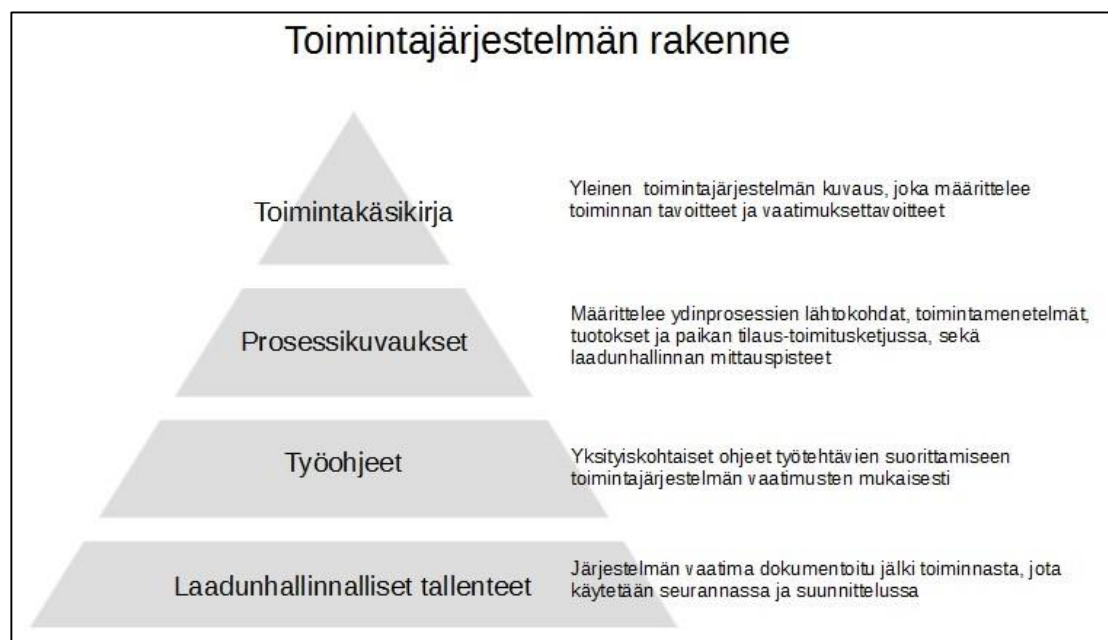 Toimintajärjestelmän rakenne
Toimintakäsikirja
Yleinen toimintajärjestelmän kuvaus, joka määrittelee
toiminnan tavoitteet ja vaatimuksettavoitteet
Prosessikuvaukset
Määrittelee ydinprosessien lähtokohdat, toimintamenetelmät,
tuotokset ja paikan tilaus-toimitusketjussa, sekä
laadunhallinnan mittauspisteet
Työohjeet
Yksityiskohtaiset ohjeet työtehtävien suorittamiseen
toimintajärjestelmän vaatimusten mukaisesti
Laadunhallinnalliset tallenteet
Järjestelmän vaatima dokumentoitu jälki toiminnasta, jota
käytetään seurannassa ja suunnittelussa